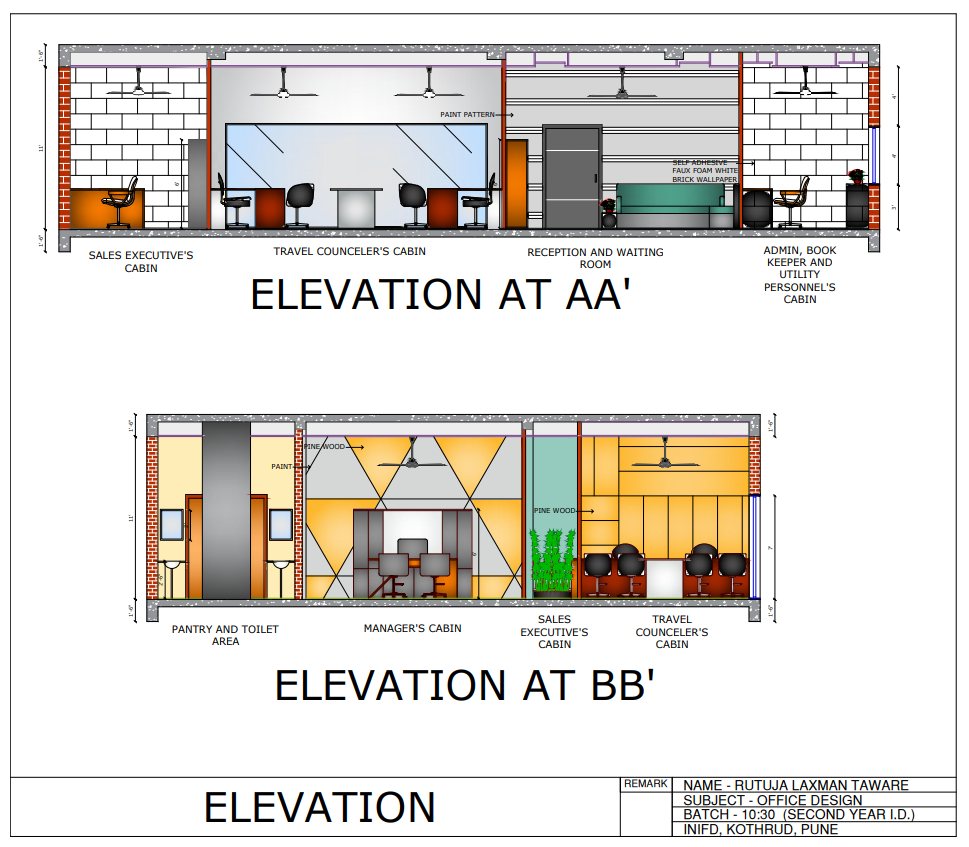 1'-6"
11'
1'-6"
6'
PAINT PATTERN
SELF ADHESIVE
FAUX FOAM WHITE
BRICK WALLPAPER
4'
4'
3'
SALES EXECUTIVE'S
CABIN
TRAVEL COUNCELER'S CABIN
RECEPTION AND WAITING
ROOM
ADMIN, BOOK
KEEPER AND
UTILITY
PERSONNEL'S
CABIN
ELEVATION AT AA'
1'-6"
11'
1'-6"
2'-6"
PINE WOOD
PAINT
6'
PINE WOOD
1'-6"
7'
1'-6"
PANTRY AND TOILET
AREA
MANAGER'S CABIN
SALES
EXECUTIVE'S
CABIN
TRAVEL
COUNCELER'S
CABIN
ELEVATION AT BB'
ELEVATION
REMARK
NAME - RUTUJA LAXMAN TAWARE
SUBJECT - OFFICE DESIGN
BATCH - 10:30 (SECOND YEAR I.D.)
INIFD, KOTHRUD, PUNE